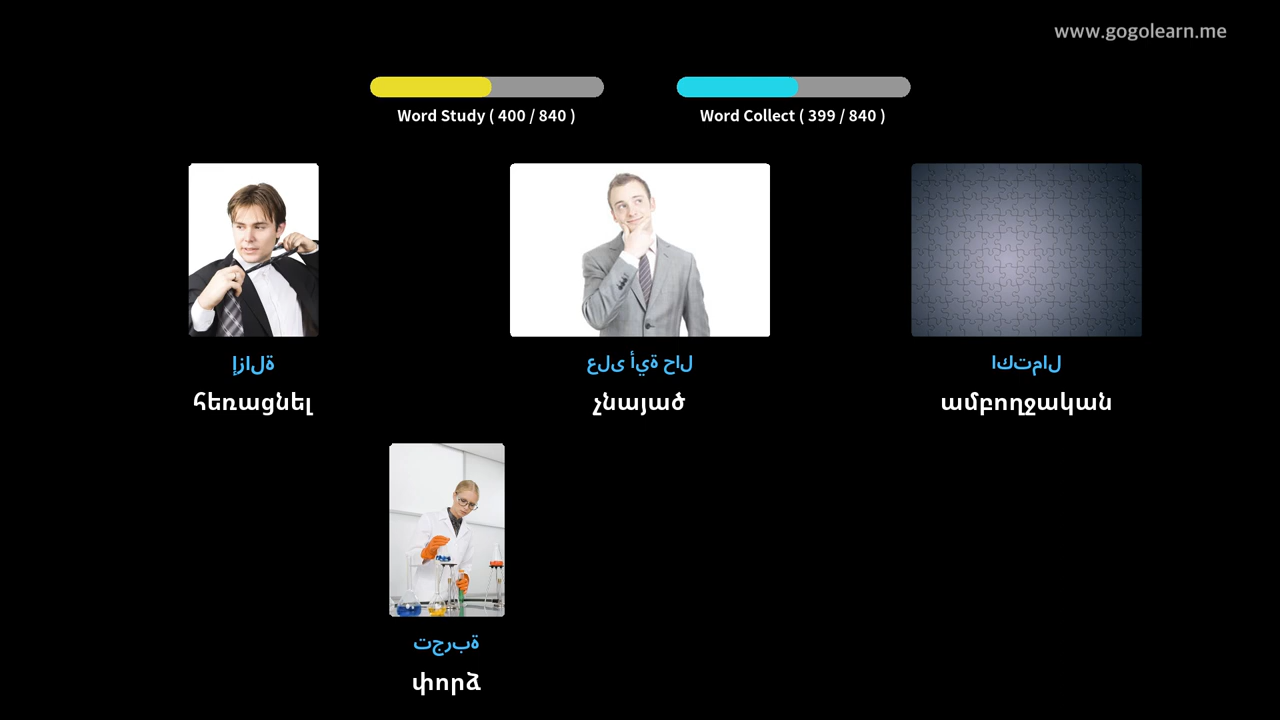 www.gogolearn.me
Word Study ( 400 / 840 )
Word Collect ( 399 / 840 )
إزالة
հեռացնել
على أية حال
չնայած
اكتمال
ամբողջական
تجربة
փորձ